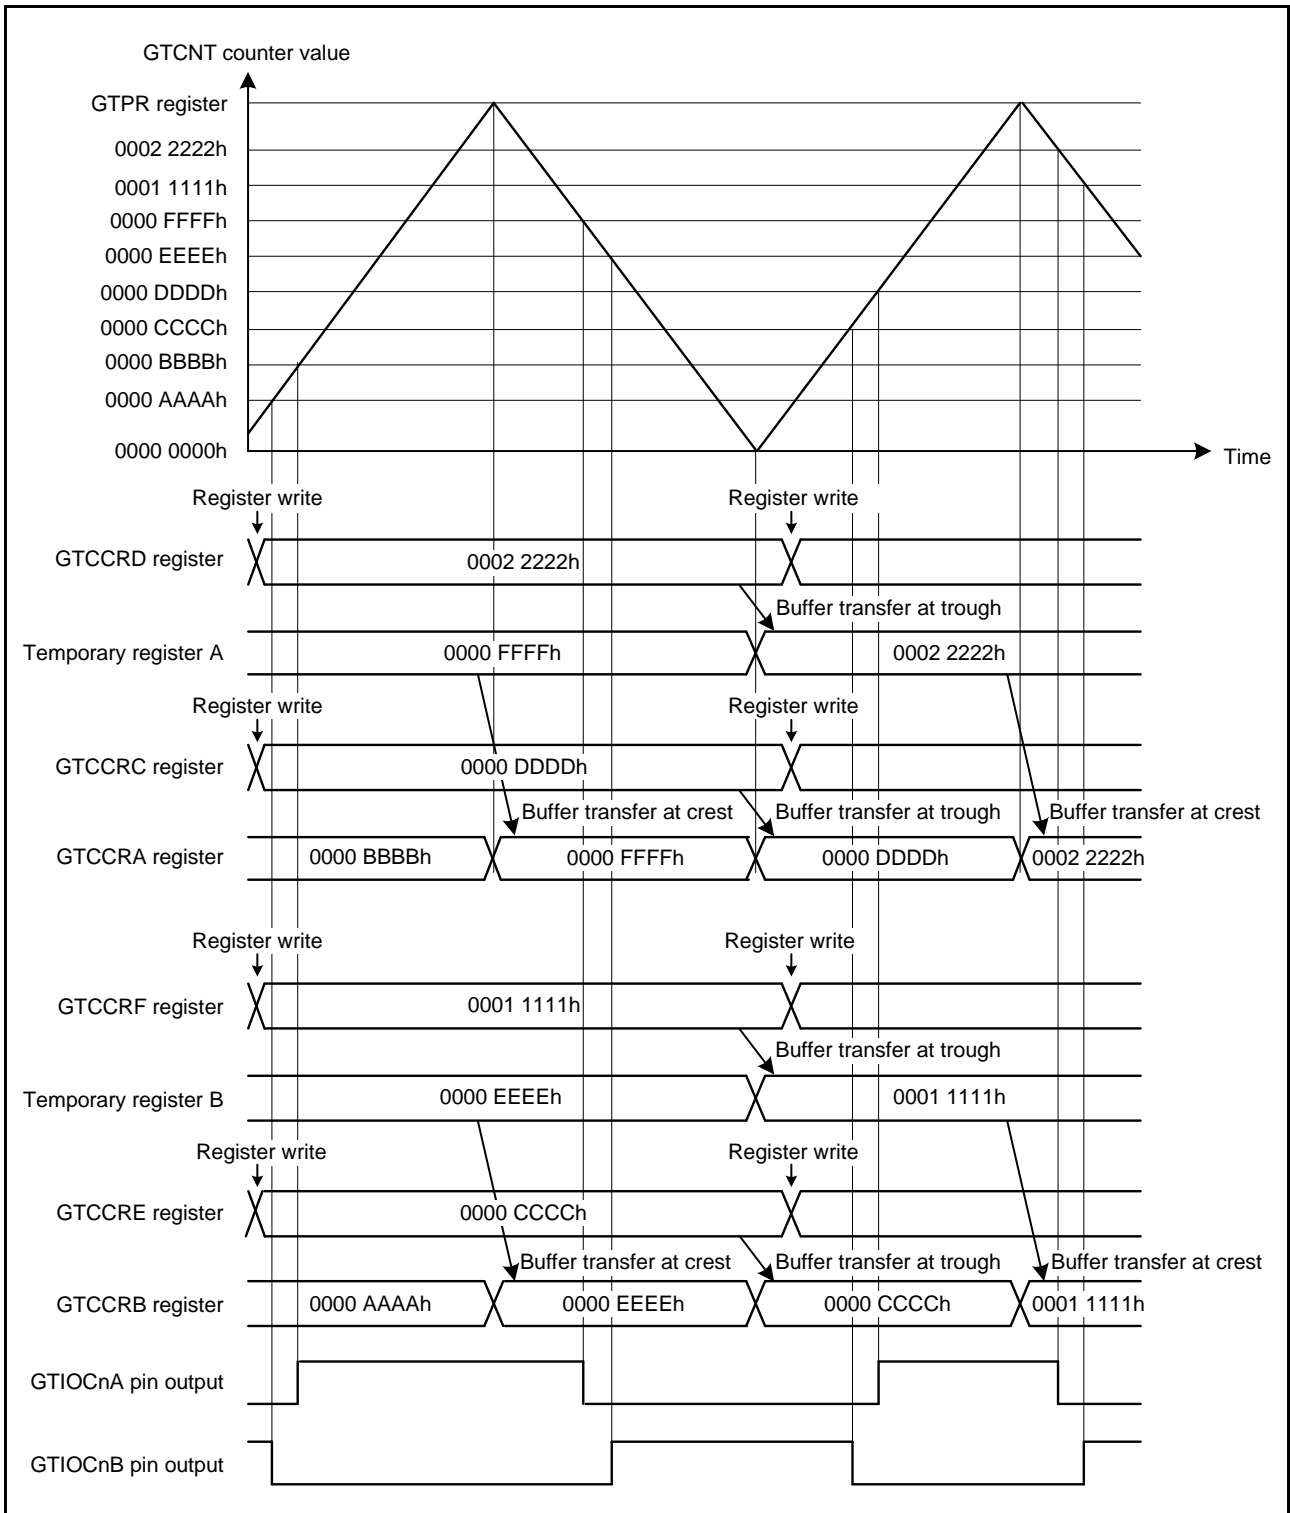 GTCNT counter value
GTPR register
0002 2222h
0001 1111h
0000 FFFFh
0000 EEEEh
0000 DDDDh
0000 CCCCh
0000 BBBBh
0000 AAAAh
0000 0000h
Time
Register write Register write
GTCCRD register 0002 2222h
Buffer transfer at trough
Temporary register A 0000 FFFFh 0002 2222h
Register write Register write
GTCCRC register 0000 DDDDh
Buffer transfer at crest Buffer transfer at trough Buffer transfer at crest
GTCCRA register 0000 BBBBh 0000 FFFFh 0000 DDDDh 0002 2222h
Register write Register write
GTCCRF register 0001 1111h
Buffer transfer at trough
Temporary register B 0000 EEEEh 0001 1111h
Register write Register write
GTCCRE register 0000 CCCCh
Buffer transfer at crest Buffer transfer at trough Buffer transfer at crest
GTCCRB register 0000 AAAAh 0000 EEEEh 0000 CCCCh 0001 1111h
GTIOCnA pin output
GTIOCnB pin output